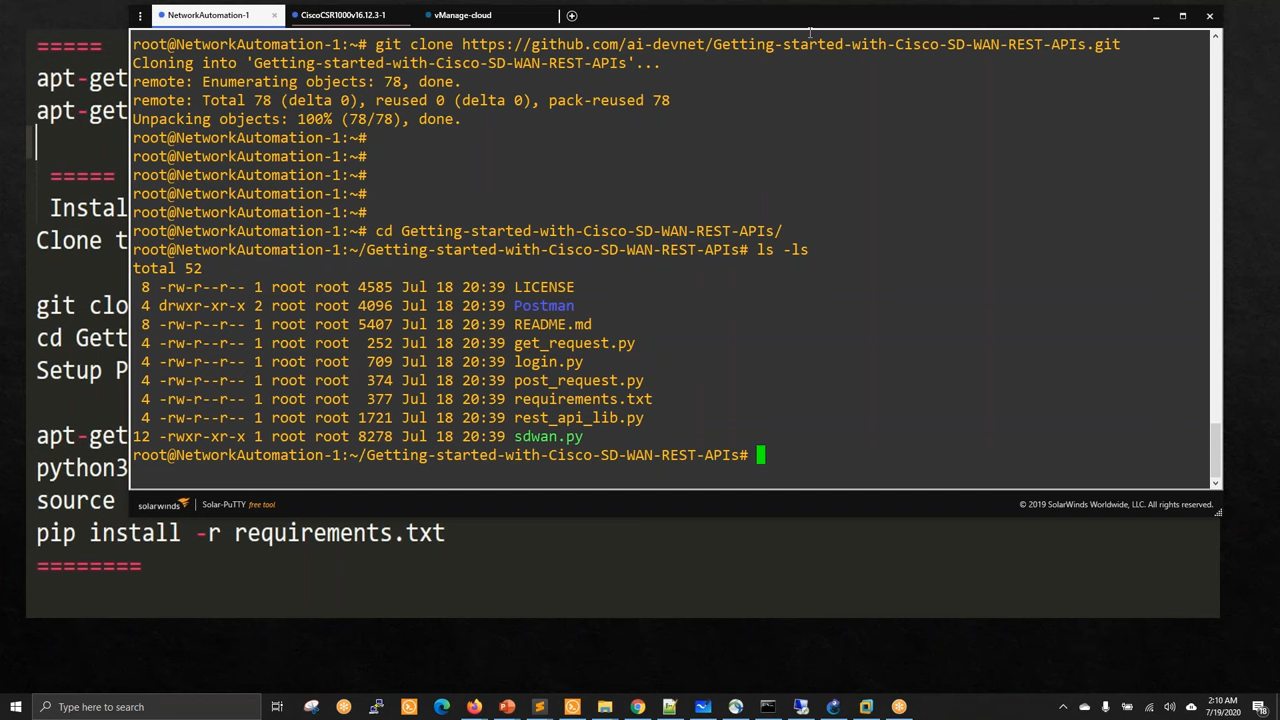 NetworkAutomation-1
CiscoCSR1000v16.12.3-1
vManage-cloud
=====
apt-get
apt-get
=====
Instal
Clone t
git clo
cd Gett
Setup P
apt-get
python3
source
pip install -r requirements.txt
========
root@NetworkAutomation-1:~# git clone https://github.com/ai-devnet/Getting-started-with-Cisco-SD-WAN-REST-APIs.git
Cloning into 'Getting-started-with-Cisco-SD-WAN-REST-APIs'...
remote: Enumerating objects: 78, done.
remote: Total 78 (delta 0), reused 0 (delta 0), pack-reused 78
Unpacking objects: 100% (78/78), done.
root@NetworkAutomation-1:~#
root@NetworkAutomation-1:~#
root@NetworkAutomation-1:~#
root@NetworkAutomation-1:~#
root@NetworkAutomation-1:~#
root@NetworkAutomation-1:~# cd Getting-started-with-Cisco-SD-WAN-REST-APIs/
root@NetworkAutomation-1:~/Getting-started-with-Cisco-SD-WAN-REST-APIs# ls -ls
total 52
8 -rw-r--r-- 1 root root 4585 Jul 18 20:39 LICENSE
4 drwxr-xr-x 2 root root 4096 Jul 18 20:39 Postman
8 -rw-r--r-- 1 root root 5407 Jul 18 20:39 README.md
4 -rw-r--r-- 1 root root 252 Jul 18 20:39 get_request.py
4 -rw-r--r-- 1 root root 709 Jul 18 20:39 login.py
4 -rw-r--r-- 1 root root 374 Jul 18 20:39 post_request.py
4 -rw-r--r-- 1 root root 377 Jul 18 20:39 requirements.txt
4 -rw-r--r-- 1 root root 1721 Jul 18 20:39 rest_api_lib.py
12 -rwxr-xr-x 1 root root 8278 Jul 18 20:39 sdwan.py
root@NetworkAutomation-1:~/Getting-started-with-Cisco-SD-WAN-REST-APIs#
solarwinds Solar-PuTTY free tool
© 2019 SolarWinds Worldwide, LLC. All rights reserved.
Type here to search
2:10 AM
7/19/2020
18